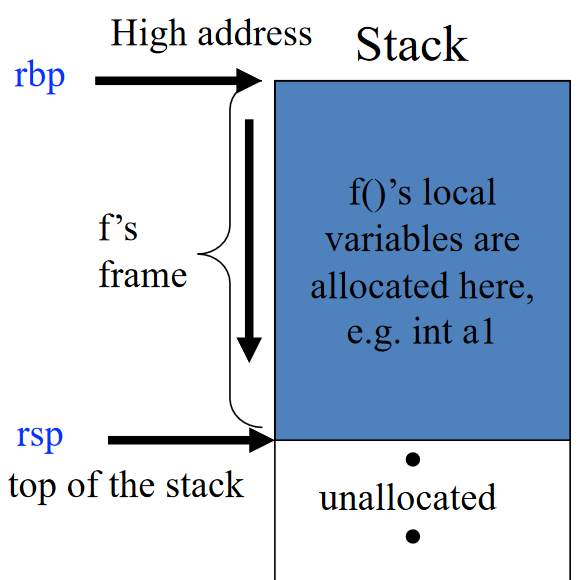 High address
Stack
rbp
f()’s local
variables are
allocated here,
e.g. int a1
f’s
frame
rsp
top of the stack
unallocated